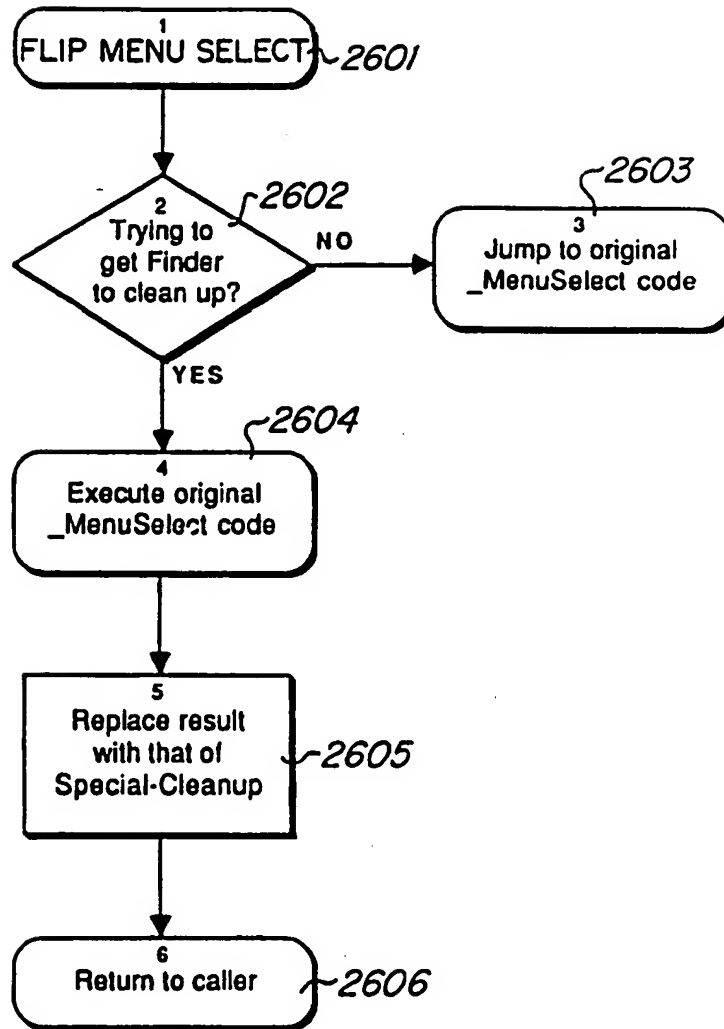 1
FLIP MENU SELECT
2601
2
Trying to
get Finder
to clean up?
2602
NO
YES
2603
3
Jump to original
_MenuSelect code
2604
4
Execute original
_MenuSelect code
5
Replace result
with that of
Special-Cleanup
2605
6
Return to caller
2606